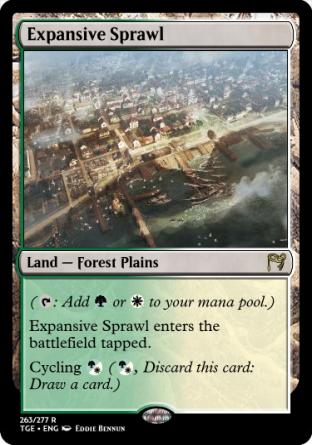 Expansive Sprawl
Land — Forest Plains
( : Add or to your mana pool.)
Expansive Sprawl enters the
battlefield tapped.
Cycling ( , Discard this card:
Draw a card.)
263/277 R
TGE • ENG Eddie Bennun